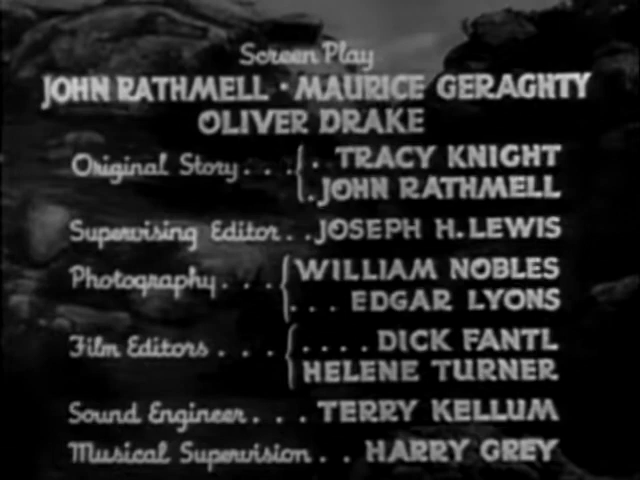 Screen Play
JOHN RATHMELL · MAURICE GERAGHTY
OLIVER DRAKE
Original Story . . . { . TRACY KNIGHT
. JOHN RATHMELL
Supervising Editor . . JOSEPH H. LEWIS
Photography . . . { WILLIAM NOBLES
. . . EDGAR LYONS
Film Editors . . . { . . . . DICK FANTL
HELENE TURNER
Sound Engineer . . . TERRY KELLUM
Musical Supervision . . HARRY GREY